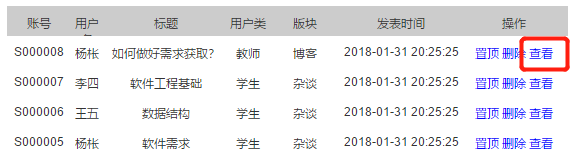 账号 用户 标题 用户类 版块 发表时间 操作
S000008 杨枨 如何做好需求获取? 教师 博客 2018-01-31 20:25:25 置顶 删除 查看
S000007 李四 软件工程基础 学生 杂谈 2018-01-31 20:25:25 置顶 删除 查看
S000006 王五 数据结构 学生 杂谈 2018-01-31 20:25:25 置顶 删除 查看
S000005 杨枨 软件需求 学生 杂谈 2018-01-31 20:25:25 置顶 删除 查看